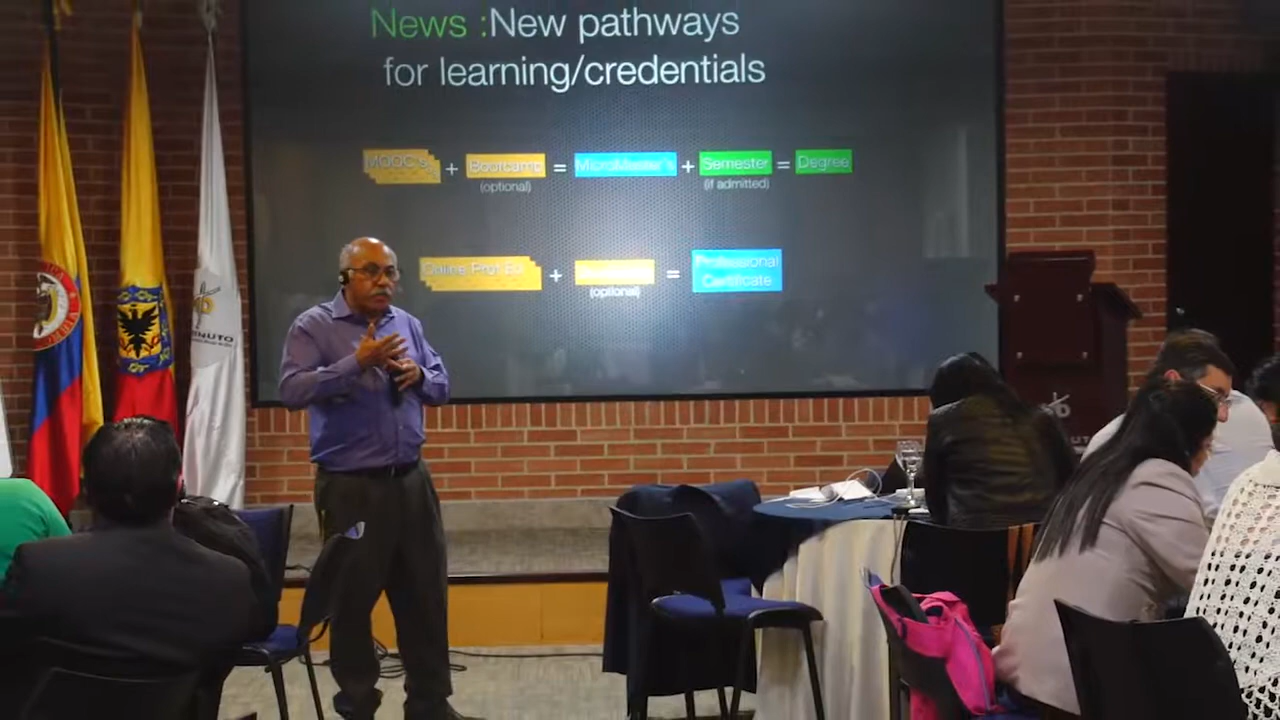 News :New pathways
for learning/credentials
MOOC's + Bootcamp = MicroMaster's + Semester = Degree
(optional) (if admitted)
Online Prof Ed + = Professional
Certificate
(optional)